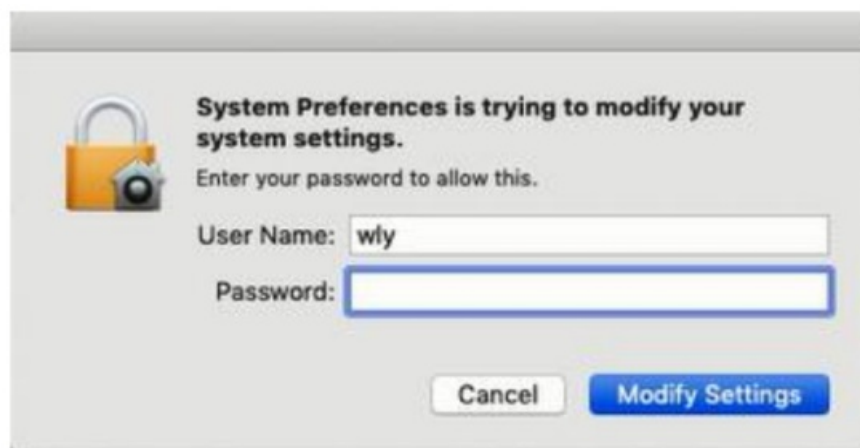 System Preferences is trying to modify your
system settings.
Enter your password to allow this.
User Name: wly
Password:
Cancel Modify Settings